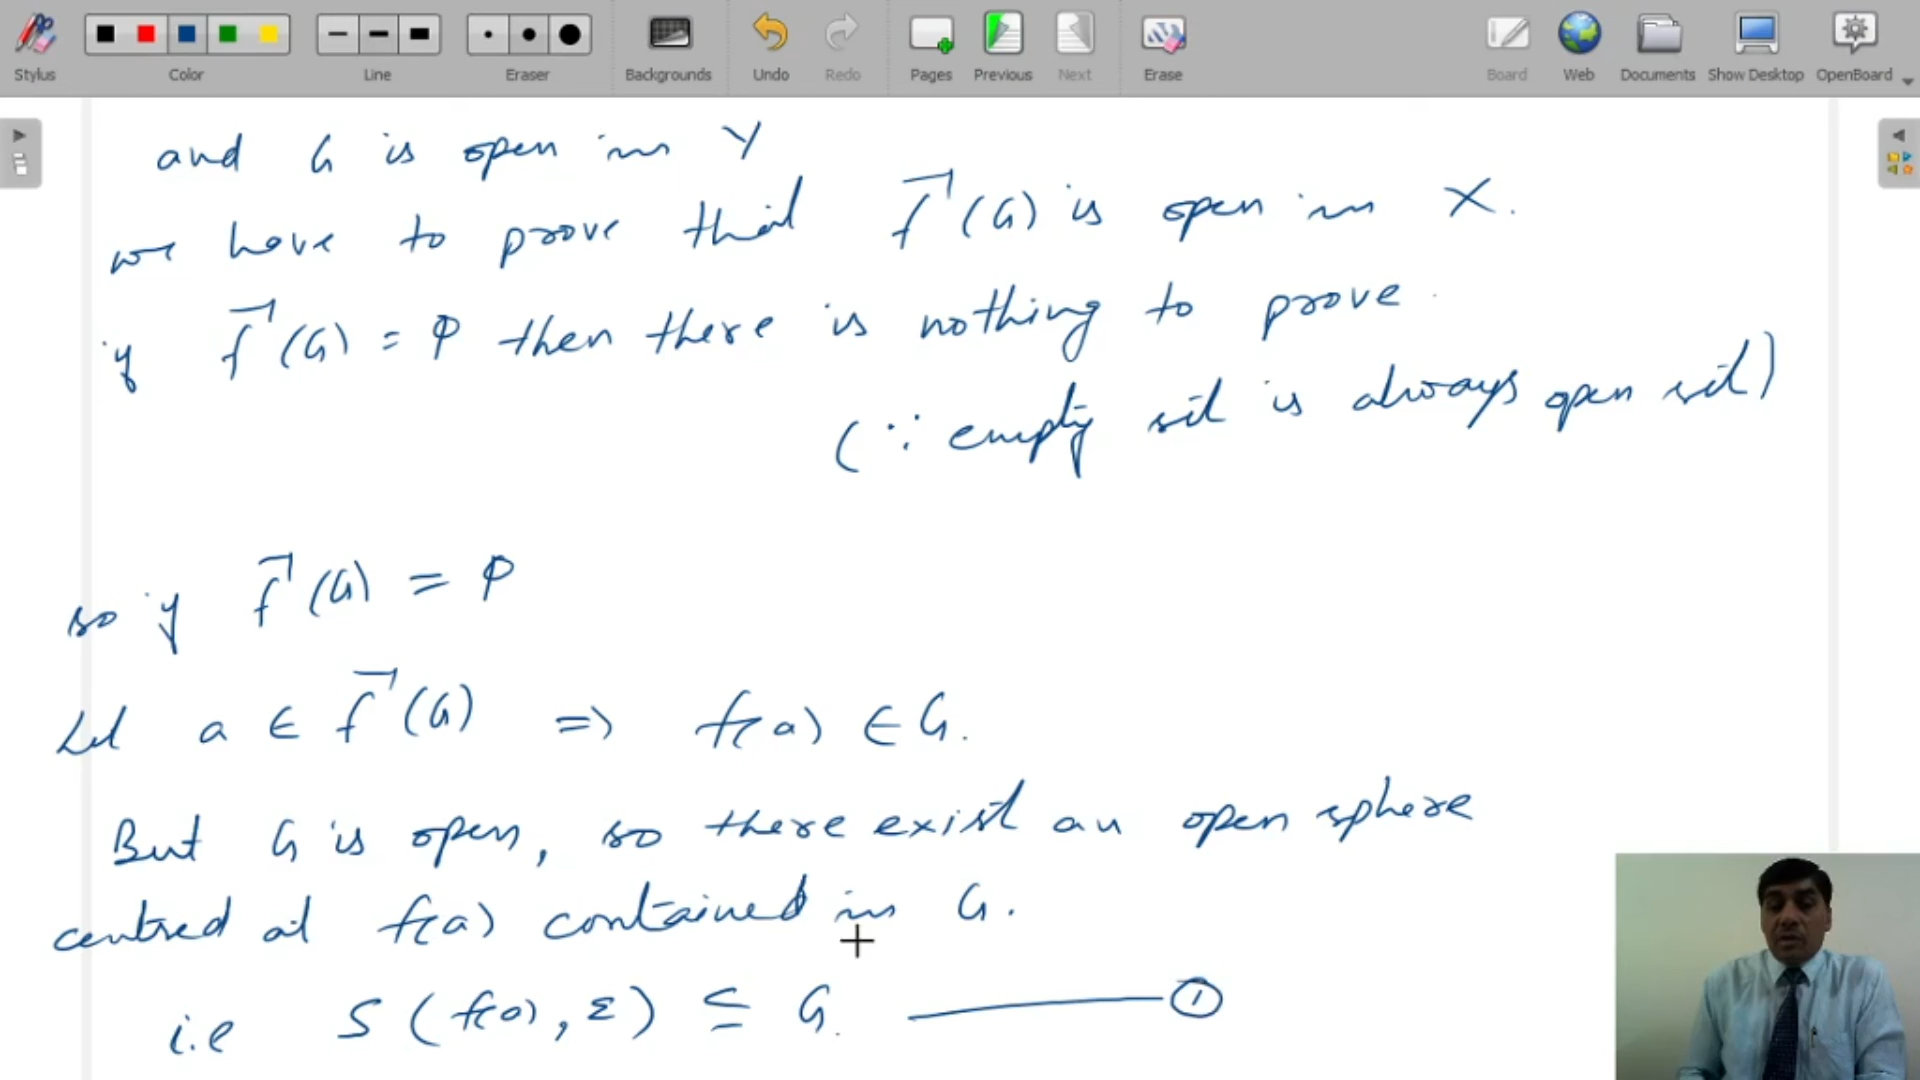 Stylus Color Line Eraser Backgrounds Undo Redo Pages Previous Next Erase Board Web Documents Show Desktop OpenBoard
and G is open in Y
we have to prove that f⁻¹(G) is open in X.
if f⁻¹(G) = φ then there is nothing to prove.
(∵ empty set is always open set)
so if f⁻¹(G) = φ
Let a ∈ f⁻¹(G) => f(a) ∈ G.
But G is open, so there exist an open sphere
centred at f(a) contained in G.
i.e S(f(a), ε) ⊆ G. ——— ①